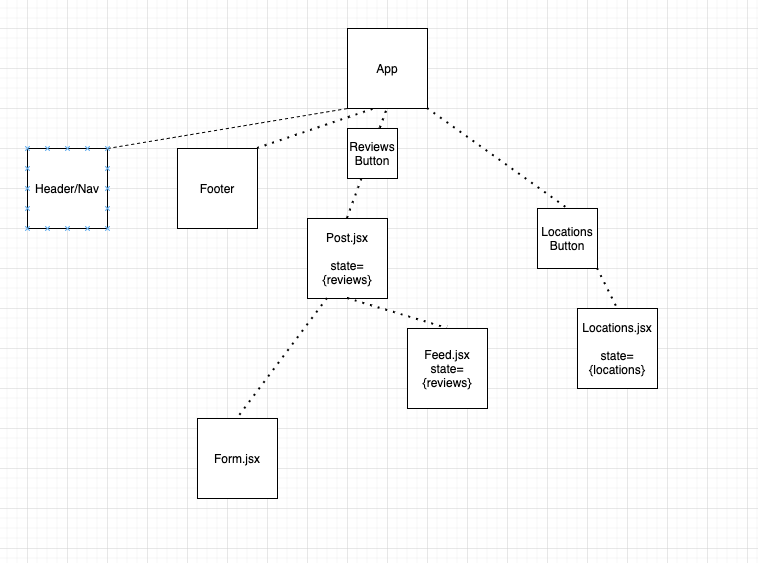 App
Reviews
Button
Header/Nav
Footer
Post.jsx
state=
{reviews}
Locations
Button
Locations.jsx
state=
{locations}
Feed.jsx
state=
{reviews}
Form.jsx